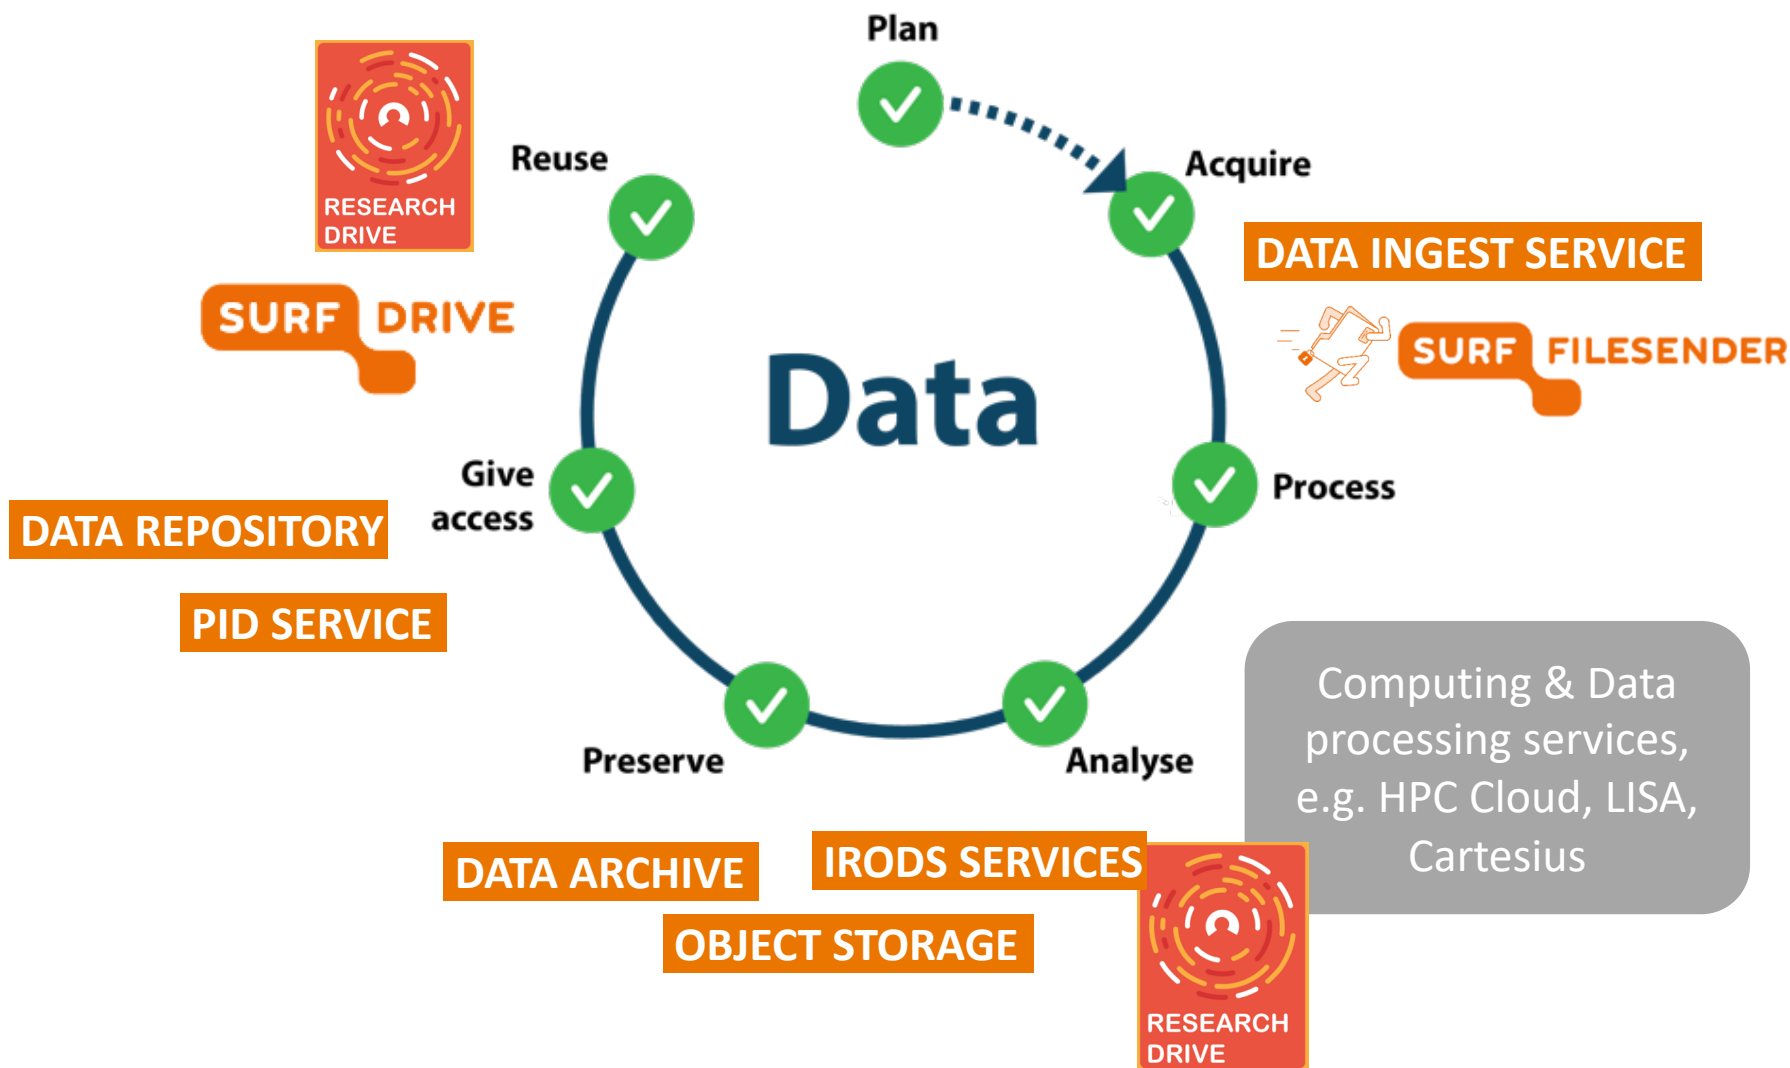 Plan
RESEARCH
DRIVE
Reuse
Acquire
DATA INGEST SERVICE
SURF DRIVE
SURF FILESENDER
Data
Give
access
Process
DATA REPOSITORY
PID SERVICE
Computing & Data
processing services,
e.g. HPC Cloud, LISA,
Cartesius
Preserve
Analyse
DATA ARCHIVE
IRODS SERVICES
OBJECT STORAGE
RESEARCH
DRIVE